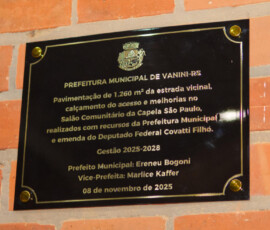 PREFEITURA MUNICIPAL DE VANINI-RS
Pavimentação de 1.260 m² da estrada vicinal,
calçamento do acesso e melhorias no
Salão Comunitário da Capela São Paulo,
realizados com recursos da Prefeitura Municipal
e emenda do Deputado Federal Covatti Filho.
Gestão 2025-2028
Prefeito Municipal: Ereneu Bogoni
Vice-Prefeita: Marlice Kaffer
08 de novembro de 2025